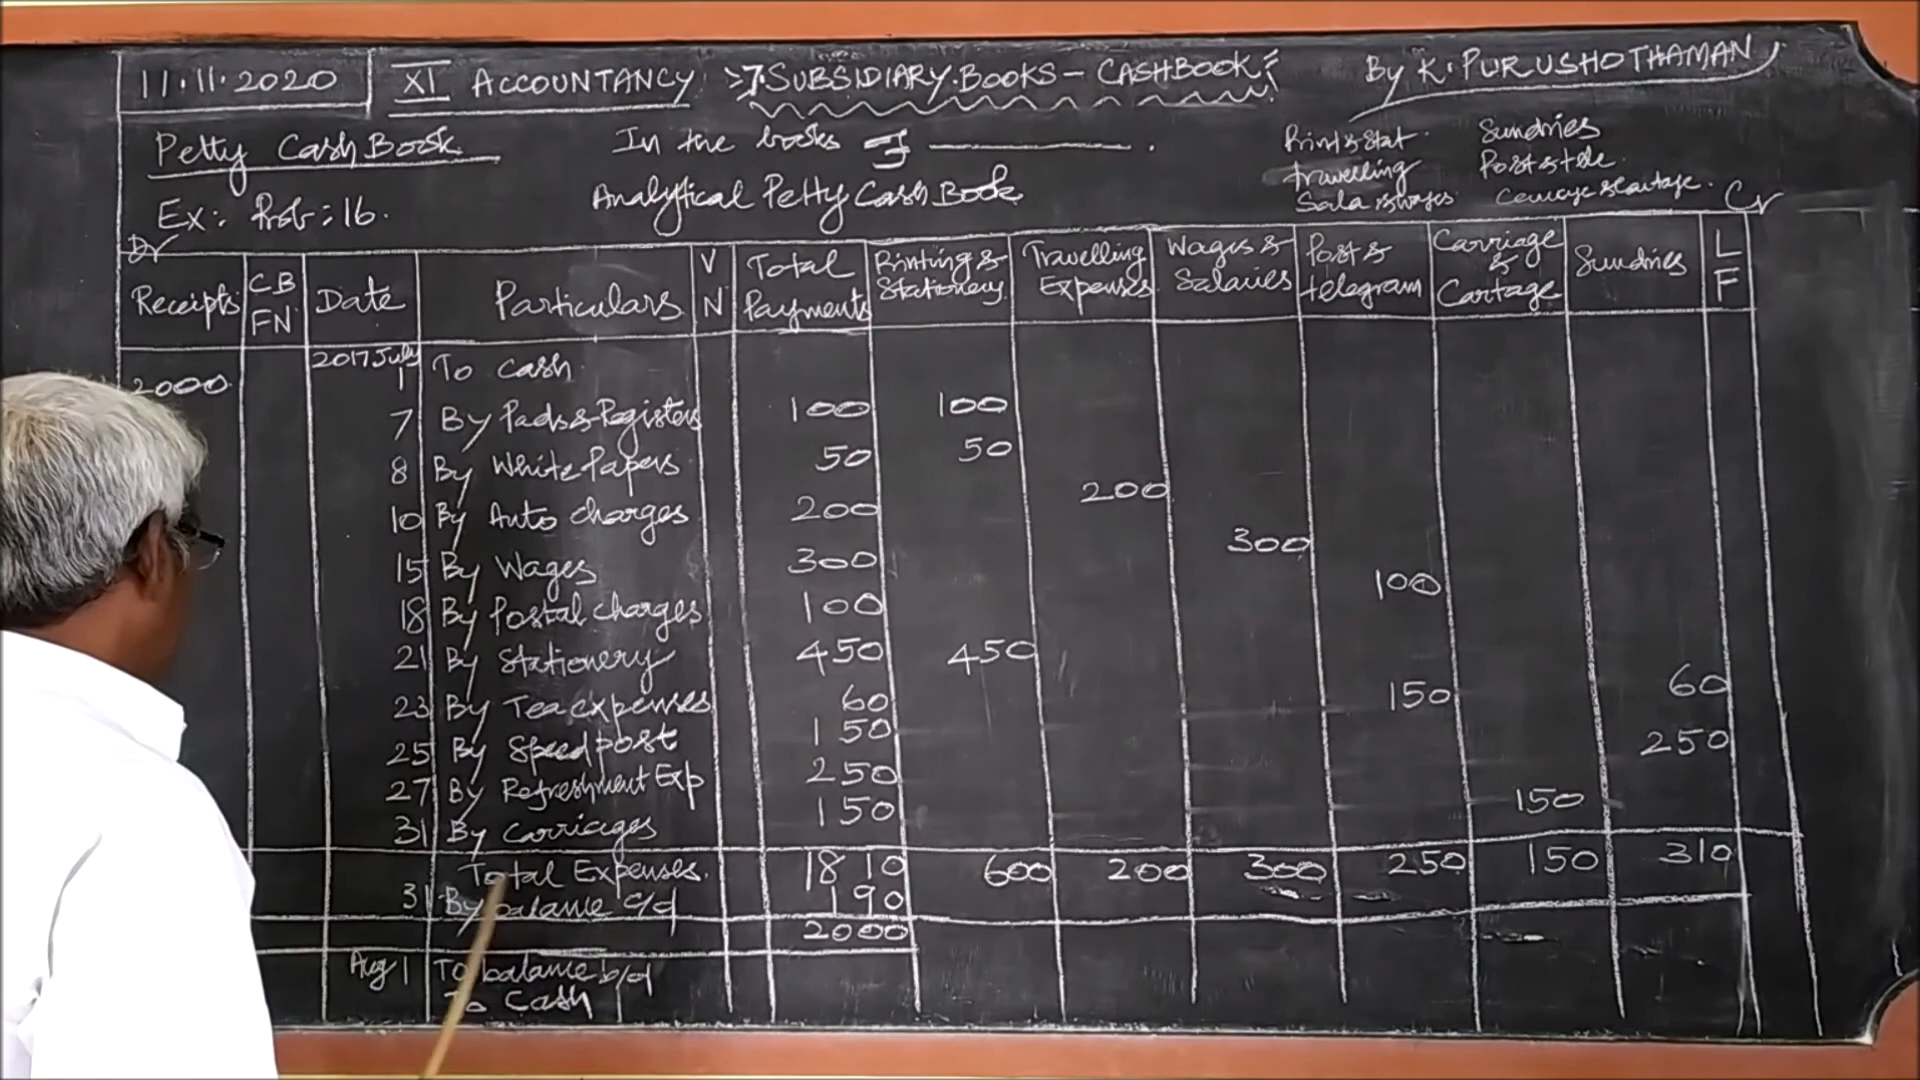 11.11.2020 XI ACCOUNTANCY :-> 7. SUBSIDIARY BOOKS - CASHBOOK By K. PURUSHOTHAMAN
Petty Cash Book In the books of .
Print & Stat Sundries
Travelling Post & tele
Ex: Prob: 16. Analytical Petty Cash Book
Dr Cr
Receipts CB FN Date Particulars V N Total Payments Printing & Stationery Travelling Expenses Wages & Salaries Post & telegram Carriage & Cartage Sundries L F
2000 2017 July 1 To Cash
7 By Pads & Registers 100 100
8 By White Papers 50 50
10 By Auto charges 200 200
15 By Wages 300 300
18 By Postal charges 100 100
21 By Stationery 450 450
23 By Tea expenses 60 60
25 By Speed post 150 150
27 By Refreshment Exp 250 250
31 By Carriages 150 150
Total Expenses. 1810 600 200 300 250 150 310
31 By balance c/d 190
2000
Aug 1 To balance b/d
To Cash